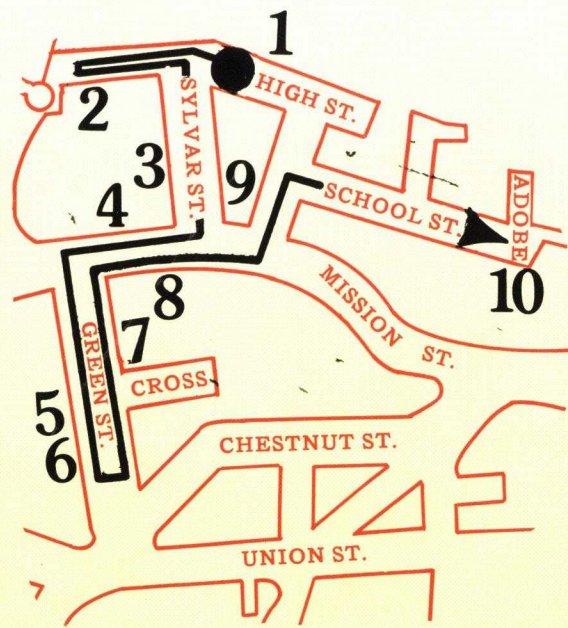 1
HIGH ST.
2
SYLVAR ST.
3
9
4
SCHOOL ST.
ADOBE
10
8
MISSION ST.
7
GREEN ST.
CROSS
5
6
CHESTNUT ST.
UNION ST.